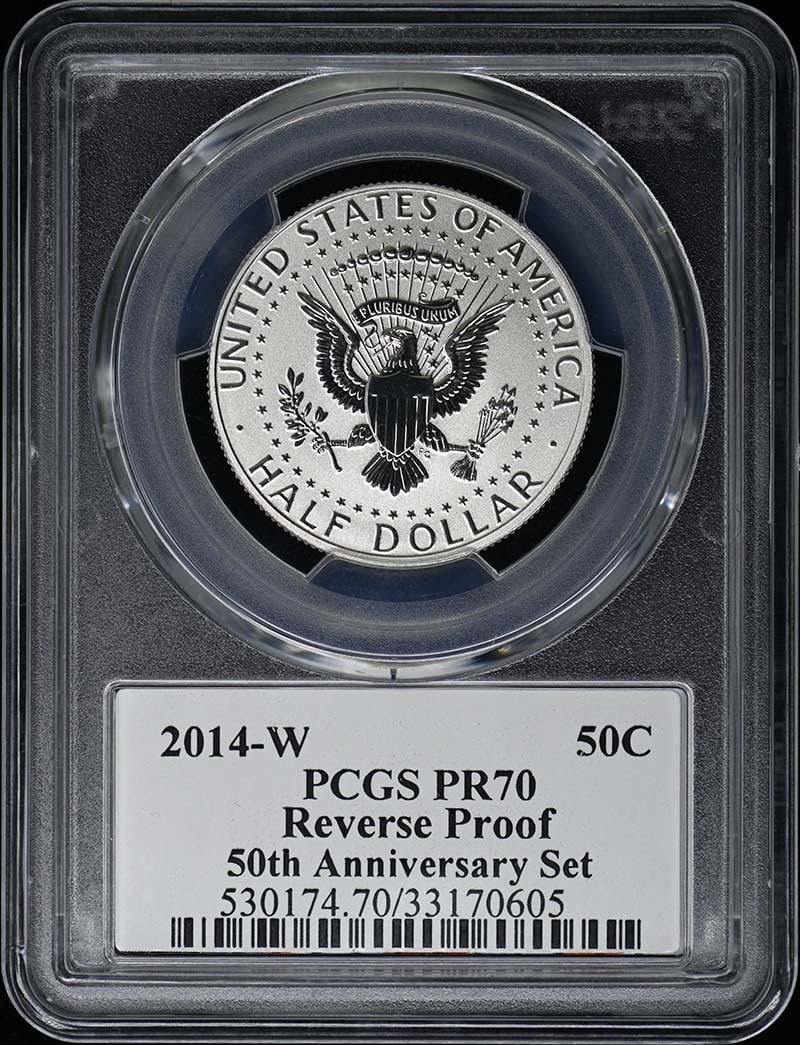 UNITED STATES OF AMERICA
E PLURIBUS UNUM
FG
· HALF DOLLAR ·
2014-W 50C
PCGS PR70
Reverse Proof
50th Anniversary Set
530174.70/33170605